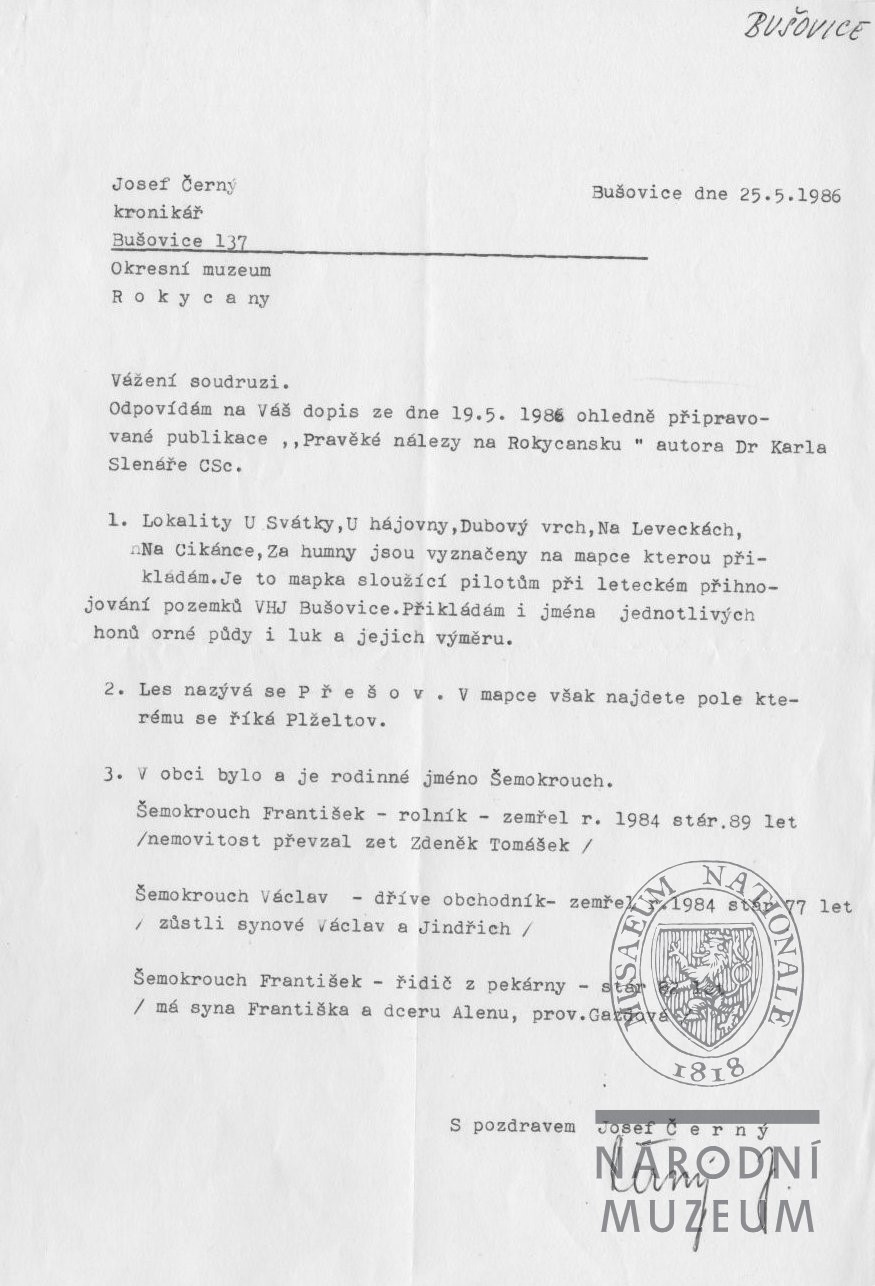 BUŠOVICE
Josef Černý
Bušovice dne 25.5.1986
kronikář
Bušovice 137
Okresní muzeum
R o k y c a ny
Vážení soudruzi.
Odpovídám na Váš dopis ze dne 19.5. 1986 ohledně připravo-
vané publikace ,,Pravěké nálezy na Rokycansku " autora Dr Karla
Slenáře CSc.
1. Lokality U Svátky,U hájovny,Dubový vrch,Na Leveckách,
Na Cikánce,Za humny jsou vyznačeny na mapce kterou při-
kládám.Je to mapka sloužící pilotům při leteckém přihno-
jování pozemků VHJ Bušovice.Přikládám i jména jednotlivých
honů orné půdy i luk a jejich výměru.
2. Les nazývá se P ř e š o v . V mapce však najdete pole kte-
rému se říká Plželtov.
3. V obci bylo a je rodinné jméno Šemokrouch.
Šemokrouch František - rolník - zemřel r. 1984 stár.89 let
/nemovitost převzal zet Zdeněk Tomášek /
Šemokrouch Václav - dříve obchodník- zemřel r.1984 stár 77 let
/ zůstli synové Václav a Jindřich /
Šemokrouch František - řidič z pekárny - stár let
/ má syna Františka a dceru Alenu, prov.Gazdová
MUSAEUM NATIONALE
1818
S pozdravem Josef Č e r n ý
Černý J.
NÁRODNÍ
MUZEUM